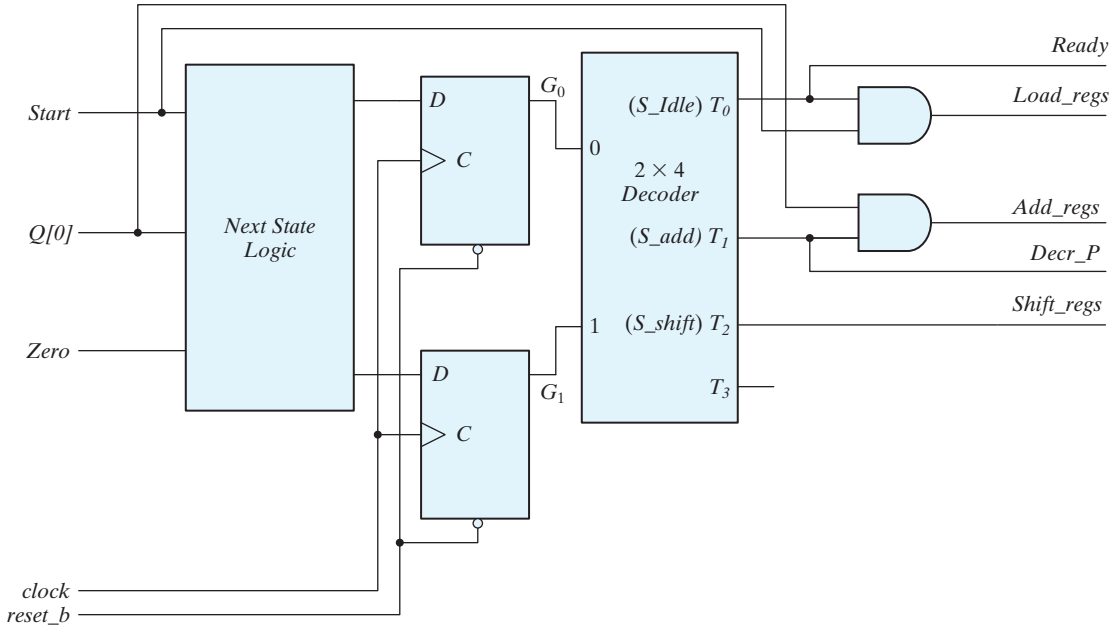 Ready
Start
D
G₀
(S_Idle) T₀
Load_regs
C
0
2 × 4
Decoder
Q[0]
Next State
Logic
(S_add) T₁
Add_regs
Decr_P
Zero
1
(S_shift) T₂
Shift_regs
D
G₁
T₃
C
clock
reset_b